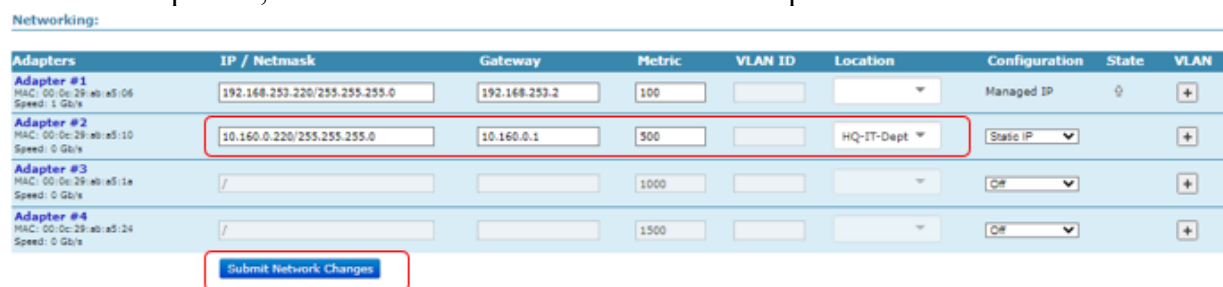 Networking:
Adapters IP / Netmask Gateway Metric VLAN ID Location Configuration State VLAN
Adapter #1
MAC: 00:0c:29:ab:a5:06
Speed: 1 Gb/s
192.168.253.220/255.255.255.0 192.168.253.2 100 Managed IP +
Adapter #2
MAC: 00:0c:29:ab:a5:10
Speed: 0 Gb/s
10.160.0.220/255.255.255.0 10.160.0.1 500 HQ-IT-Dept Static IP +
Adapter #3
MAC: 00:0c:29:ab:a5:1a
Speed: 0 Gb/s
/ 1000 Off +
Adapter #4
MAC: 00:0c:29:ab:a5:24
Speed: 0 Gb/s
/ 1500 Off +
Submit Network Changes